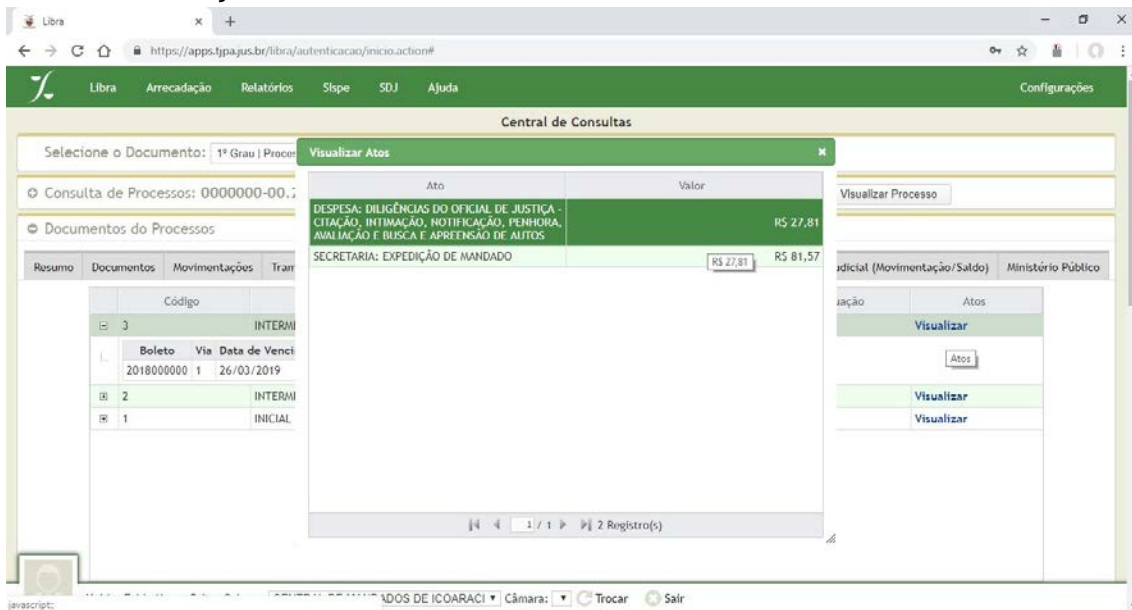 Libra
https://apps.tjpa.jus.br/libra/autenticacao/inicio.action#
Libra Arrecadação Relatórios Sispe SDJ Ajuda Configurações
Central de Consultas
Selecione o Documento: 1º Grau | Proces
Visualizar Atos
Consulta de Processos: 0000000-00.2
Visualizar Processo
Ato Valor
DESPESA: DILIGÊNCIAS DO OFICIAL DE JUSTIÇA -
CITAÇÃO, INTIMAÇÃO, NOTIFICAÇÃO, PENHORA,
AVALIAÇÃO E BUSCA E APREENSÃO DE AUTOS
R$ 27,81
SECRETARIA: EXPEDIÇÃO DE MANDADO
R$ 81,57
R$ 27,81
1 / 1 2 Registro(s)
Documentos do Processos
Resumo Documentos Movimentações Tram
udicial (Movimentação/Saldo) Ministério Público
Código uação Atos
3 INTERMI Visualizar
Boleto Via Data de Venci
2018000000 1 26/03/2019
Atos
2 INTERMI Visualizar
1 INICIAL Visualizar
ADOS DE ICOARACI Câmara: Trocar Sair
javascript:;